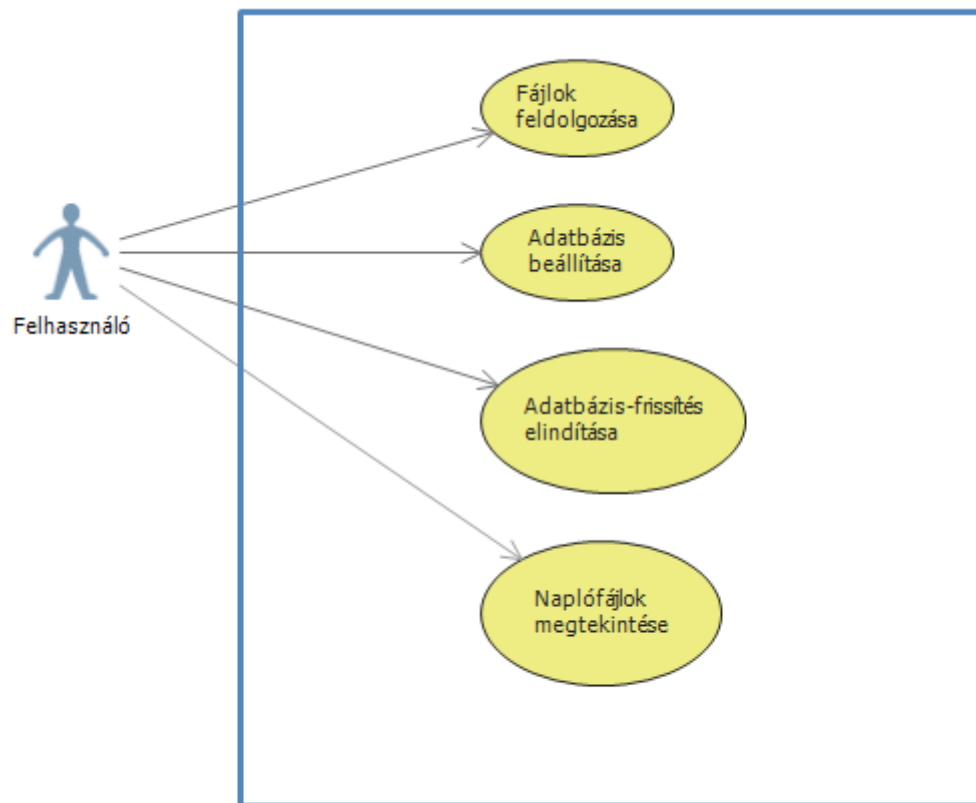 Fájlok
feldolgozása
Adatbázis
beállítása
Felhasználó
Adatbázis-frissítés
elindítása
Naplófájlok
megtekintése